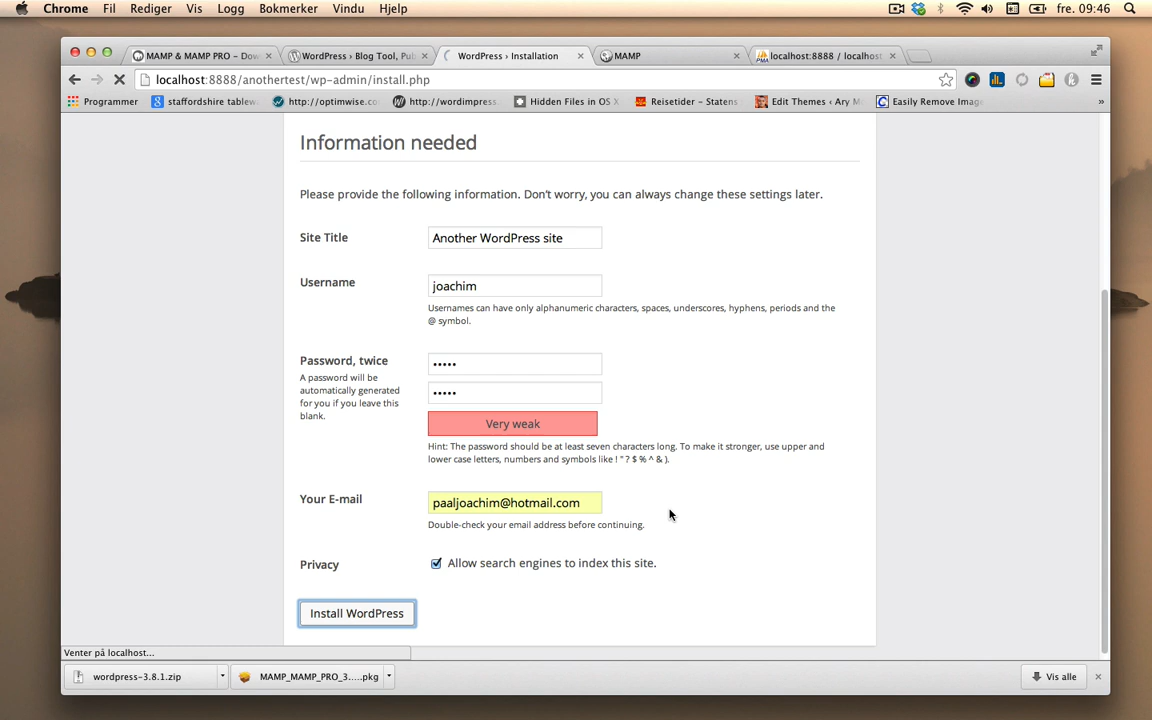 Chrome Fil Rediger Vis Logg Bokmerker Vindu Hjelp fre. 09:46
MAMP & MAMP PRO – Dow
WordPress › Blog Tool, Pub
WordPress › Installation
MAMP
localhost:8888 / localhost
localhost:8888/anothertest/wp-admin/install.php
Programmer staffordshire tablew http://optimwise.co http://wordimpress. Hidden Files in OS X Reisetider – Statens Edit Themes ‹ Ary M Easily Remove Imag »
Information needed
Please provide the following information. Don't worry, you can always change these settings later.
Site Title
Another WordPress site
Username
joachim
Usernames can have only alphanumeric characters, spaces, underscores, hyphens, periods and the
@ symbol.
Password, twice
A password will be
automatically generated
for you if you leave this
blank.
•••••
•••••
Very weak
Hint: The password should be at least seven characters long. To make it stronger, use upper and
lower case letters, numbers and symbols like ! " ? $ % ^ & ).
Your E-mail
paaljoachim@hotmail.com
Double-check your email address before continuing.
Privacy
Allow search engines to index this site.
Install WordPress
Venter på localhost...
wordpress-3.8.1.zip
MAMP_MAMP_PRO_3.....pkg
Vis alle